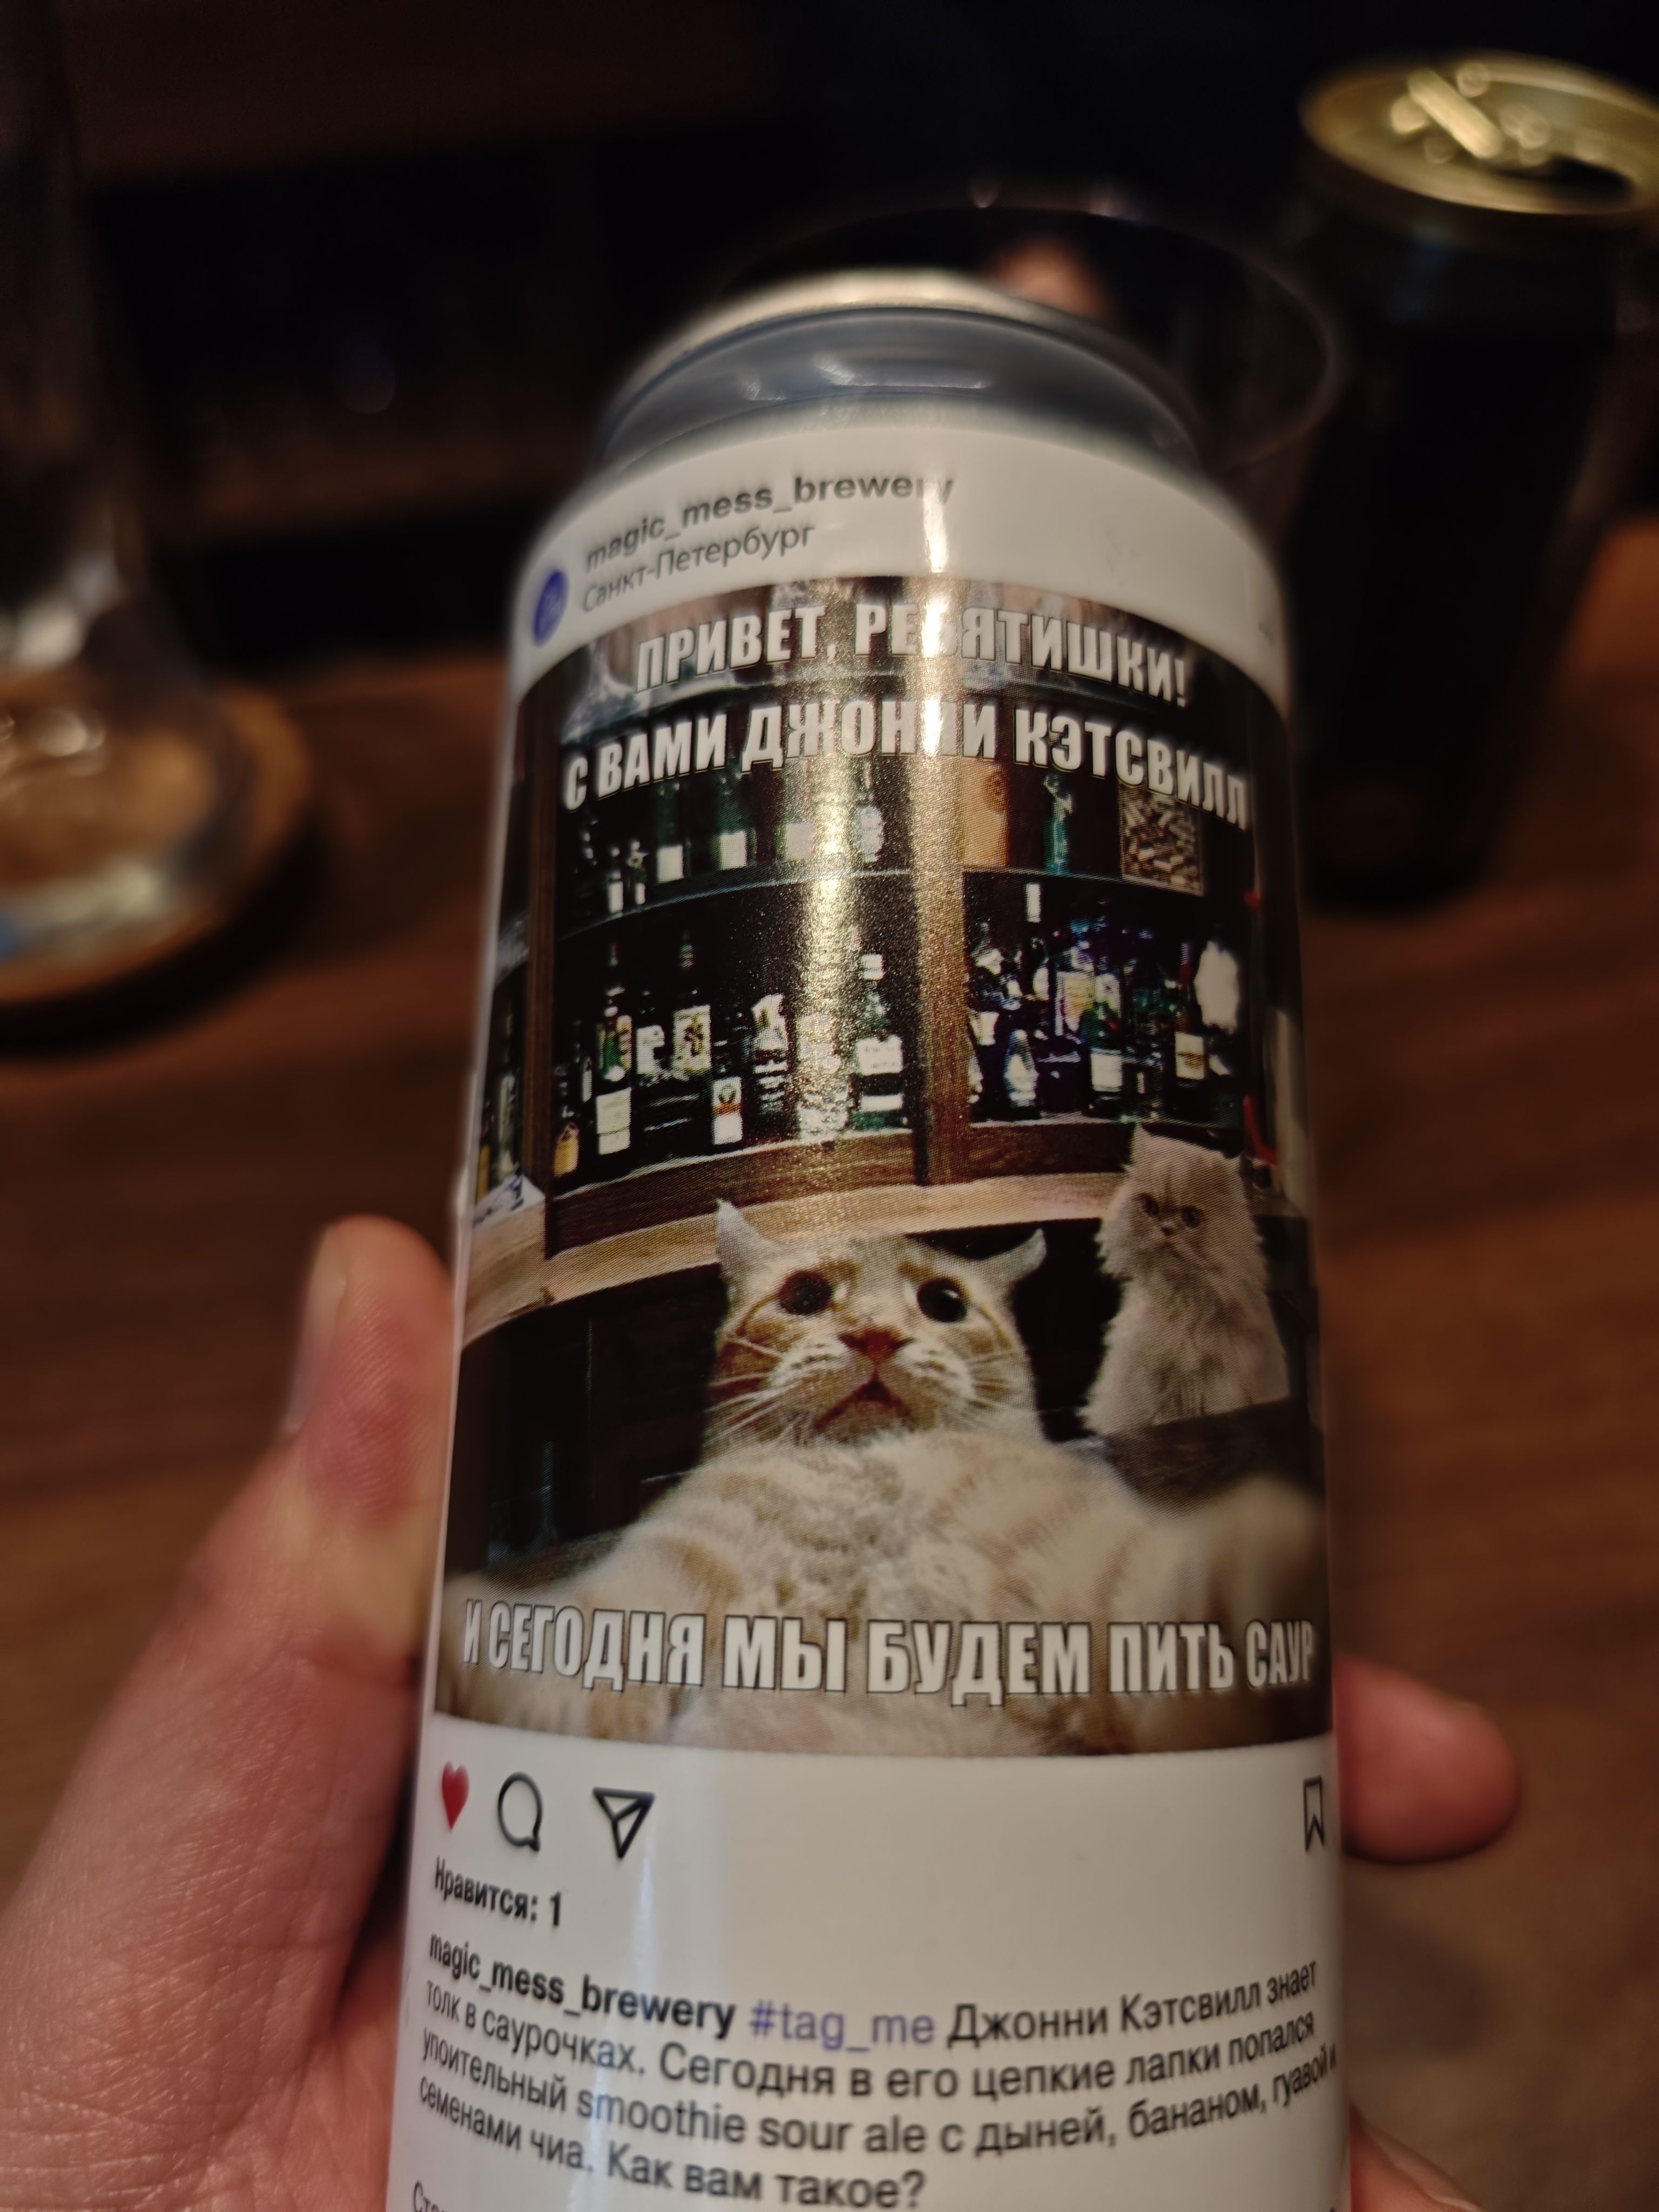 magic_mess_brewery
Санкт-Петербург
ПРИВЕТ, РЕБЯТИШКИ!
С ВАМИ ДЖОННИ КЭТСВИЛЛ
И СЕГОДНЯ МЫ БУДЕМ ПИТЬ САУР
Нравится: 1
magic_mess_brewery #tag_me Джонни Кэтсвилл знает
толк в саурочках. Сегодня в его цепкие лапки попался
упоительный smoothie sour ale с дыней, бананом, гуавой и
семенами чиа. Как вам такое?